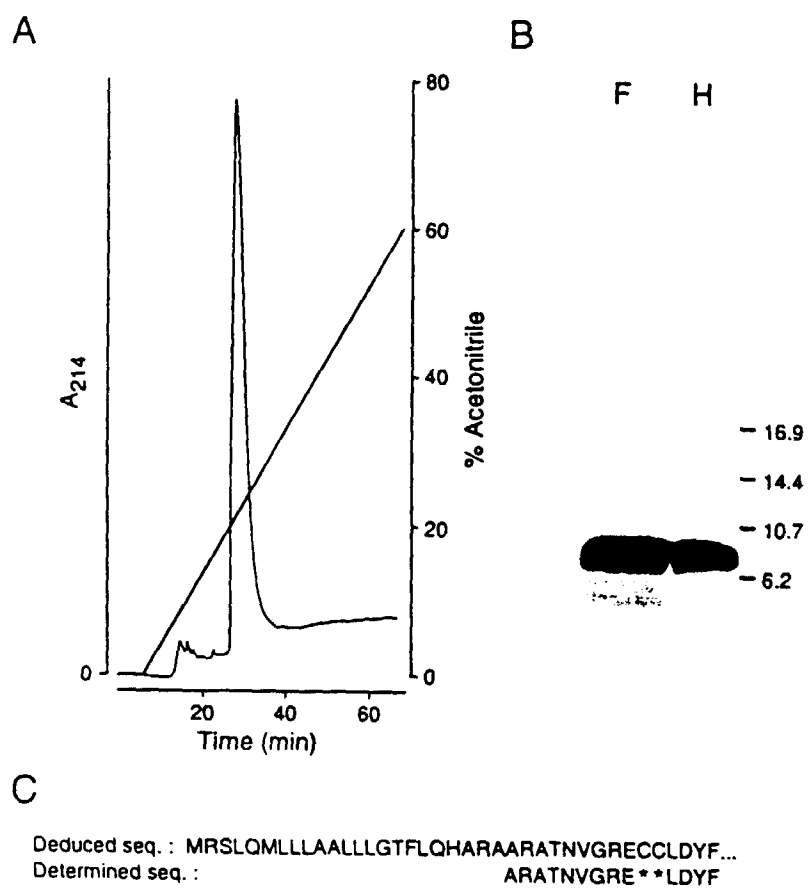 A
B
80
60
40
20
0
% Acetonitrile
A214
0
20 40 60
Time (min)
F H
16.9
14.4
10.7
6.2
C
Deduced seq. : MRSLQMLLLAALLLGTFLQHARAARATNVGRECCLDYF...
Determined seq. : ARATNVGRE**LDYF